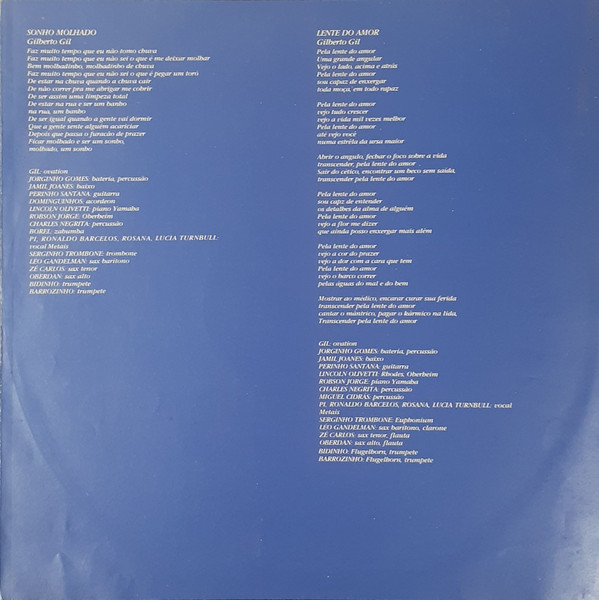 SONHO MOLHADO
Gilberto Gil
Faz muito tempo que eu não tomo chuva
Faz muito tempo que eu não sei o que é me deixar molhar
Bem molhadinho, molhadinho de chuva
Faz muito tempo que eu não sei o que é pegar um toró
De estar na chuva quando a chuva cair
De não correr pra me abrigar me cobrir
De ser assim uma limpeza total
De estar na rua e ser um banho
na rua, um banho
De ser igual quando a gente vai dormir
Que a gente sente alguém acariciar
Depois que passa o furacão de prazer
Ficar molhado e ser um sonho,
molhado, um sonho
GIL: ovation
JORGINHO GOMES: bateria, percussão
JAMIL JOANES: baixo
PERINHO SANTANA: guitarra
DOMINGUINHOS: acordeon
LINCOLN OLIVETTI: piano Yamaha
ROBSON JORGE: Oberheim
CHARLES NEGRITA: percussão
BOREL: zabumba
PI, RONALDO BARCELOS, ROSANA, LUCIA TURNBULL:
vocal Metais
SERGINHO TROMBONE: trombone
LÉO GANDELMAN: sax barítono
ZÉ CARLOS: sax tenor
OBERDAN: sax alto
BIDINHO: trumpete
BARROZINHO: trumpete
LENTE DO AMOR
Gilberto Gil
Pela lente do amor
Uma grande angular
Vejo o lado, acima e atrás
Pela lente do amor
sou capaz de enxergar
toda moça, em todo rapaz
Pela lente do amor
vejo tudo crescer
vejo a vida mil vezes melhor
Pela lente do amor
até vejo você
numa estrela da ursa maior
Abrir o angulo, fechar o foco sobre a vida
transcender, pela lente do amor
Sair do cético, encontrar um beco sem saída,
transcender pela lente do amor
Pela lente do amor
sou capz de entender
os detalhes da alma de alguém
Pela lente do amor
vejo a flor me dizer
que ainda posso enxergar mais além
Pela lente do amor
vejo a cor do prazer
vejo a dor com a cara que tem
Pela lente do amor
vejo o barco correr
pelas águas do mal e do bem
Mostrar ao médico, encarar curar sua ferida
transcender pela lente do amor
cantar o mântrico, pagar o kármico na lida,
Transcender pela lente do amor
GIL: ovation
JORGINHO GOMES: bateria, percussão
JAMIL JOANES: baixo
PERINHO SANTANA: guitarra
LINCOLN OLIVETTI: Rhodes, Oberheim
ROBSON JORGE: piano Yamaha
CHARLES NEGRITA: percussão
MIGUEL CIDRAS: percussão
PI, RONALDO BARCELOS, ROSANA, LUCIA TURNBULL: vocal
Metais
SERGINHO TROMBONE: Euphonium
LÉO GANDELMAN: sax barítono, clarone
ZÉ CARLOS: sax tenor, flauta
OBERDAN: sax alto, flauta
BIDINHO: Flugelhorn, trumpete
BARROZINHO: Flugelhorn, trumpete